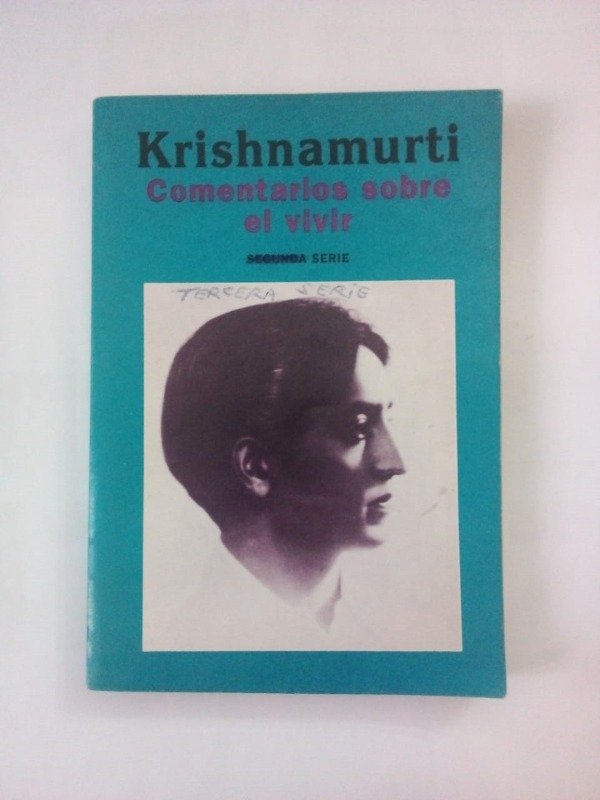 Krishnamurti
Comentarios sobre
el vivir
SEGUNDA SERIE
TERCERA SERIE